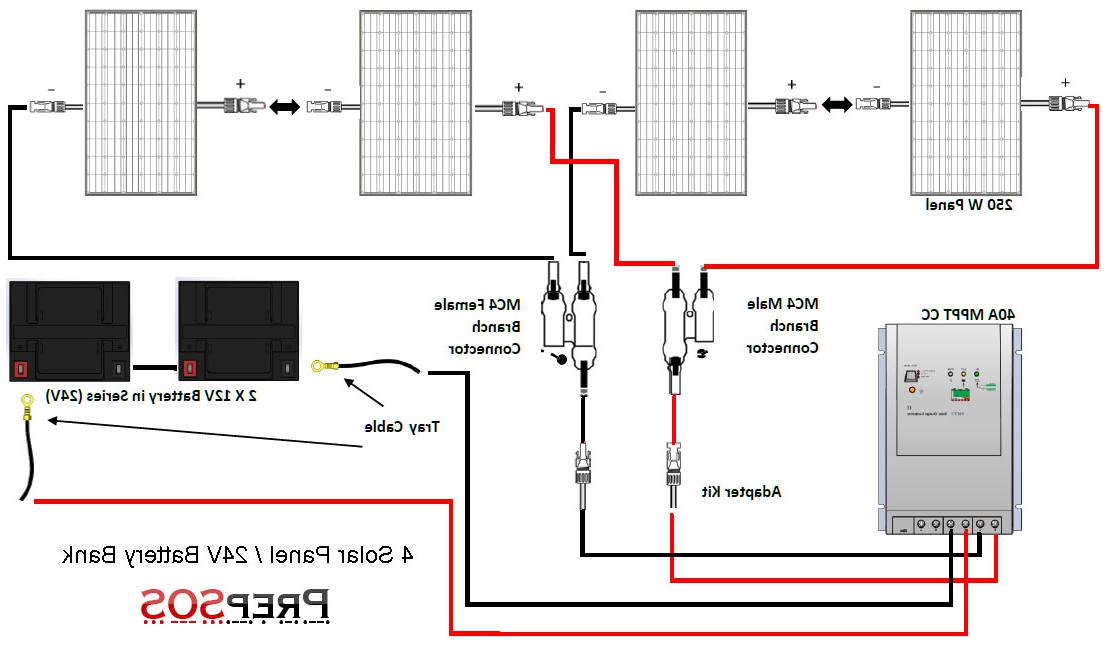 − + − + − + − +
250 W Panel
MC4 Female
Branch
Connector
MC4 Male
Branch
Connector
40A MPPT CC
2 X 12V Battery in Series (24V)
Tray Cable
Adapter Kit
4 Solar Panel / 24V Battery Bank
PREPSOS